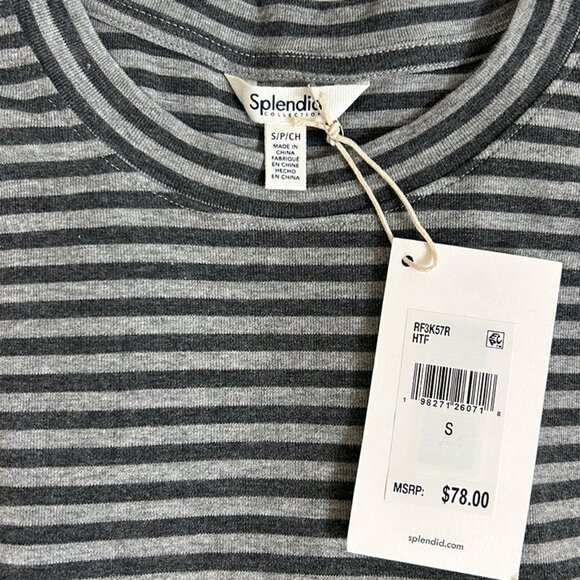 Splendid
COLLECTION
S/P/CH
MADE IN
CHINA
FABRIQUÉ
EN CHINE
HECHO
EN CHINA
RF3K57R
HTF
1 98271 26071 8
S
MSRP: $78.00
splendid.com